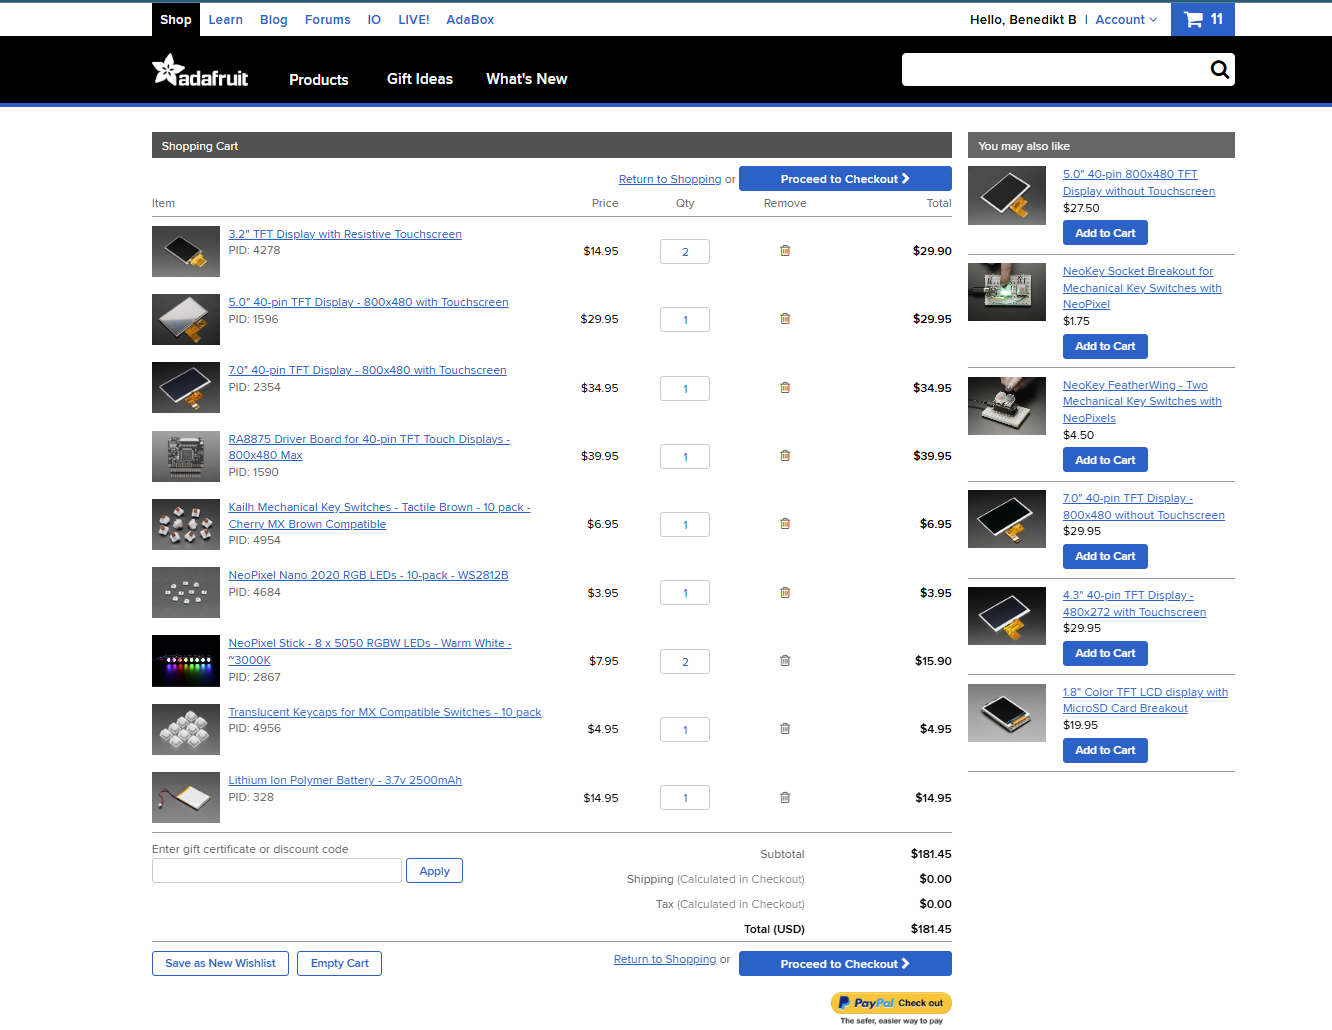 Shop Learn Blog Forums IO LIVE! AdaBox Hello, Benedikt B | Account 11
adafruit Products Gift Ideas What's New
Shopping Cart
Return to Shopping or Proceed to Checkout
Item Price Qty Remove Total
3.2" TFT Display with Resistive Touchscreen
PID: 4278
$14.95 2 $29.90
5.0" 40-pin TFT Display - 800x480 with Touchscreen
PID: 1596
$29.95 1 $29.95
7.0" 40-pin TFT Display - 800x480 with Touchscreen
PID: 2354
$34.95 1 $34.95
RA8875 Driver Board for 40-pin TFT Touch Displays -
800x480 Max
PID: 1590
$39.95 1 $39.95
Kailh Mechanical Key Switches - Tactile Brown - 10 pack -
Cherry MX Brown Compatible
PID: 4954
$6.95 1 $6.95
NeoPixel Nano 2020 RGB LEDs - 10-pack - WS2812B
PID: 4684
$3.95 1 $3.95
NeoPixel Stick - 8 x 5050 RGBW LEDs - Warm White -
~3000K
PID: 2867
$7.95 2 $15.90
Translucent Keycaps for MX Compatible Switches - 10 pack
PID: 4956
$4.95 1 $4.95
Lithium Ion Polymer Battery - 3.7v 2500mAh
PID: 328
$14.95 1 $14.95
Enter gift certificate or discount code
Apply
Subtotal $181.45
Shipping (Calculated in Checkout) $0.00
Tax (Calculated in Checkout) $0.00
Total (USD) $181.45
Save as New Wishlist Empty Cart Return to Shopping or Proceed to Checkout
PayPal Check out
The safer, easier way to pay
You may also like
5.0" 40-pin 800x480 TFT
Display without Touchscreen
$27.50
Add to Cart
NeoKey Socket Breakout for
Mechanical Key Switches with
NeoPixel
$1.75
Add to Cart
NeoKey FeatherWing - Two
Mechanical Key Switches with
NeoPixels
$4.50
Add to Cart
7.0" 40-pin TFT Display -
800x480 without Touchscreen
$29.95
Add to Cart
4.3" 40-pin TFT Display -
480x272 with Touchscreen
$29.95
Add to Cart
1.8" Color TFT LCD display with
MicroSD Card Breakout
$19.95
Add to Cart